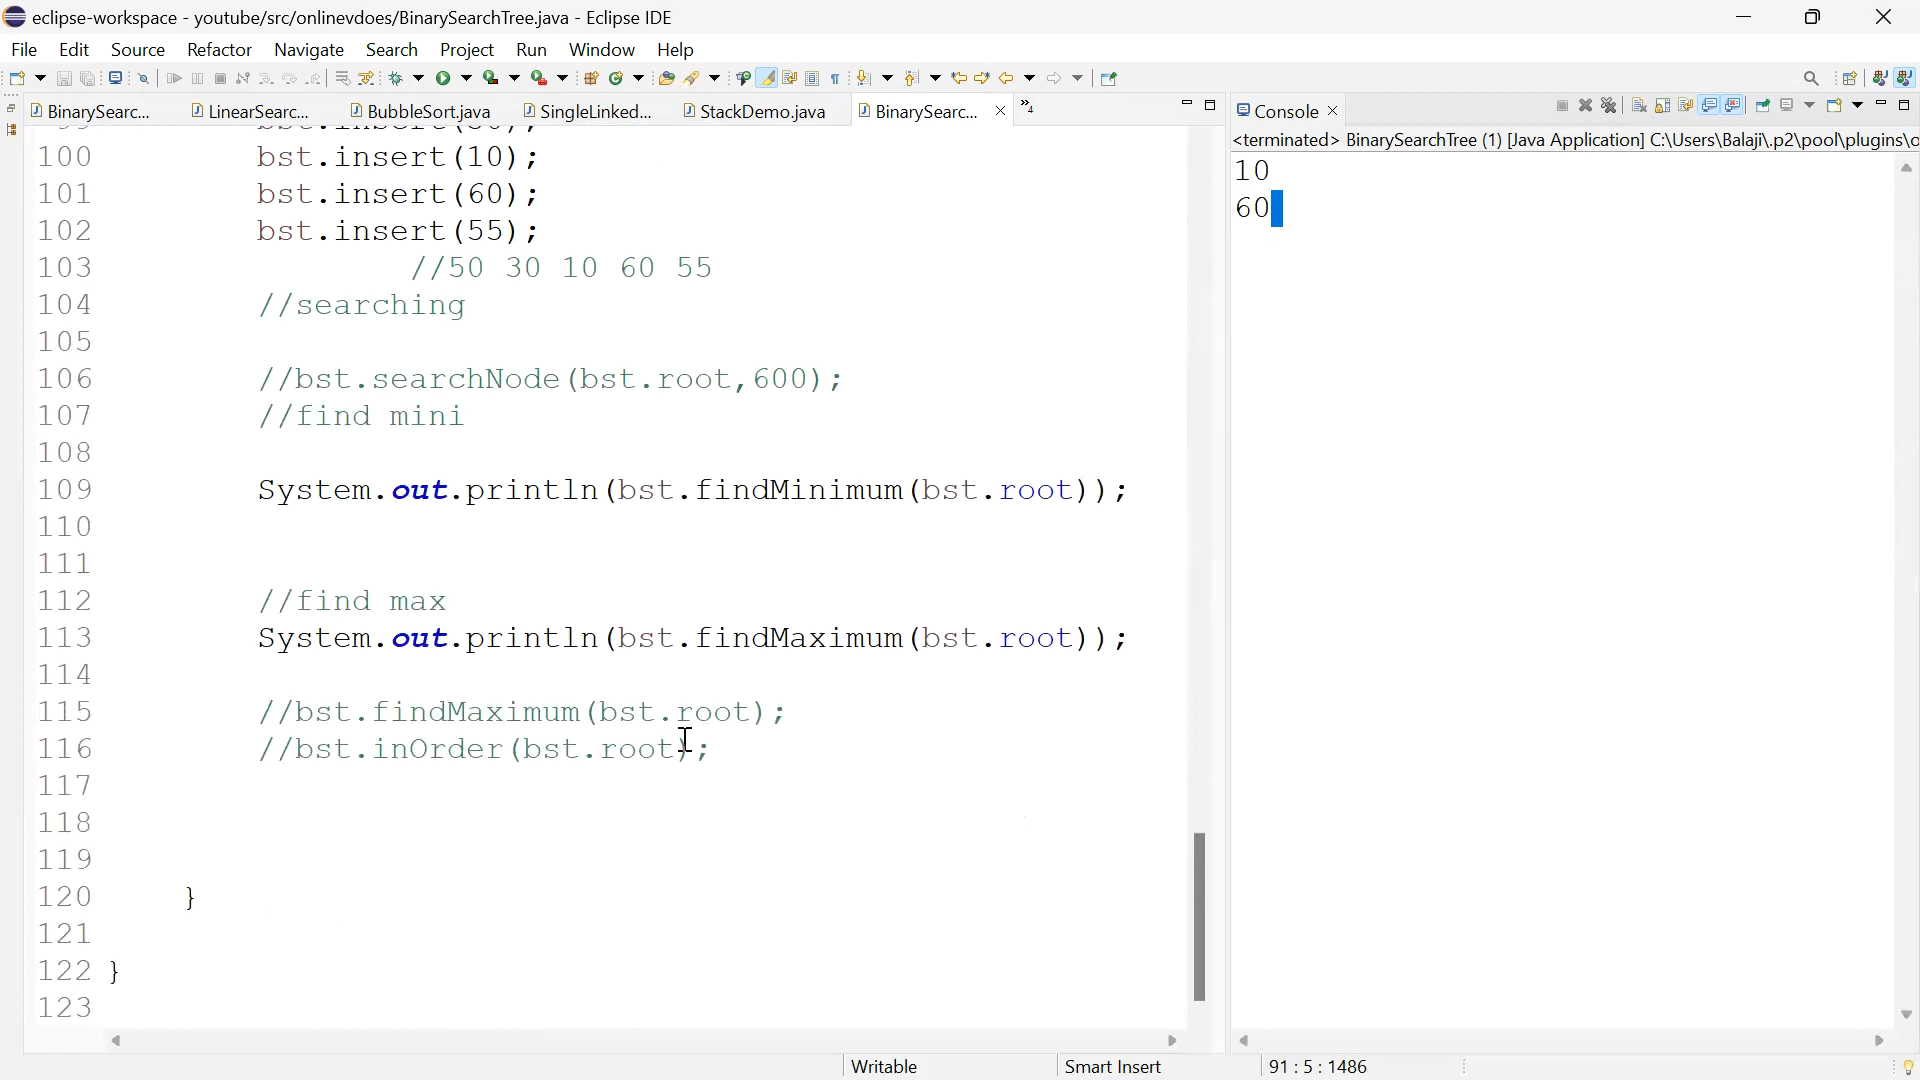 eclipse-workspace - youtube/src/onlinevdoes/BinarySearchTree.java - Eclipse IDE
File Edit Source Refactor Navigate Search Project Run Window Help
BinarySearc... LinearSearc... BubbleSort.java SingleLinked... StackDemo.java BinarySearc... »4
Console
<terminated> BinarySearchTree (1) [Java Application] C:\Users\Balaji\.p2\pool\plugins\o
10
60
100 bst.insert(10);
101 bst.insert(60);
102 bst.insert(55);
103 //50 30 10 60 55
104 //searching
105
106 //bst.searchNode(bst.root,600);
107 //find mini
108
109 System.out.println(bst.findMinimum(bst.root));
110
111
112 //find max
113 System.out.println(bst.findMaximum(bst.root));
114
115 //bst.findMaximum(bst.root);
116 //bst.inOrder(bst.root);
117
118
119
120 }
121
122 }
123
Writable Smart Insert 91 : 5 : 1486